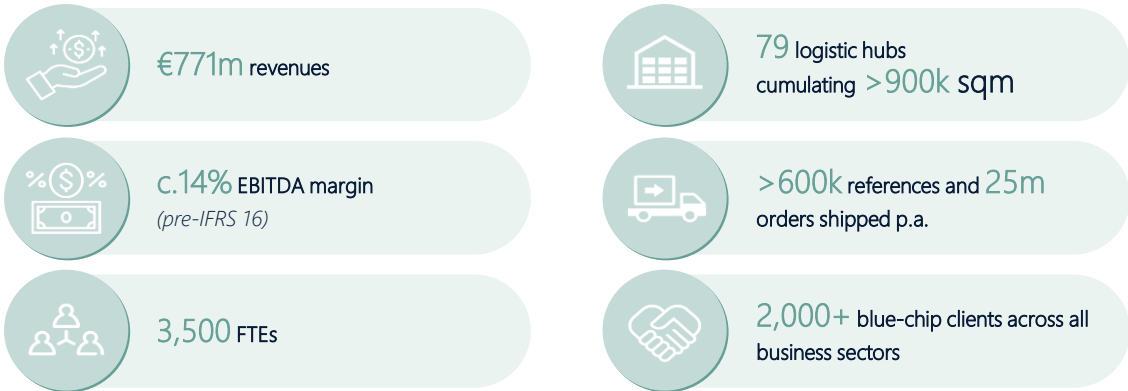 €771m revenues
c.14% EBITDA margin
(pre-IFRS 16)
3,500 FTEs
79 logistic hubs
cumulating >900k sqm
>600k references and 25m
orders shipped p.a.
2,000+ blue-chip clients across all
business sectors